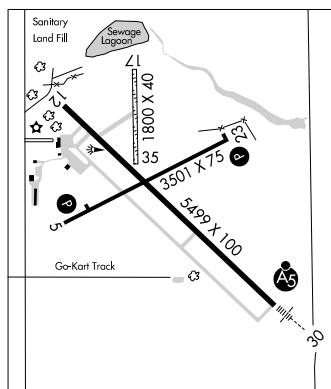 Sanitary
Land Fill
Sewage
Lagoon
17
1800 X 40
12
35
23
P
3501 X 75
P
5
5499 X 100
Go-Kart Track
A5
30